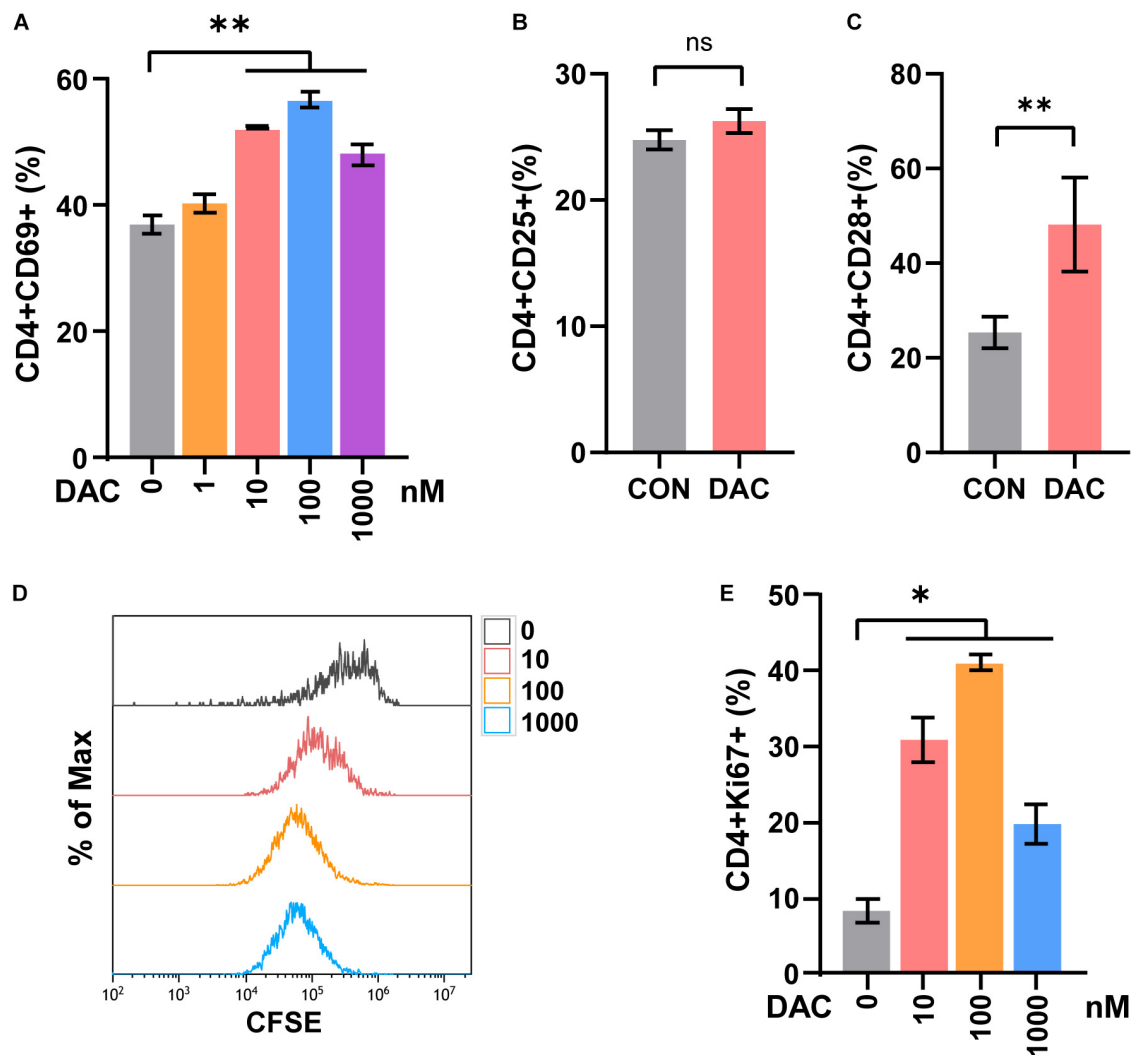 A
**
CD4+CD69+ (%)
60
40
20
0
DAC 0 1 10 100 1000 nM
B
ns
CD4+CD25+(%)
30
20
10
0
CON DAC
C
**
CD4+CD28+(%)
80
60
40
20
0
CON DAC
D
% of Max
0
10
100
1000
10² 10³ 10⁴ 10⁵ 10⁶ 10⁷
CFSE
E
*
CD4+Ki67+ (%)
50
40
30
20
10
0
DAC 0 10 100 1000 nM